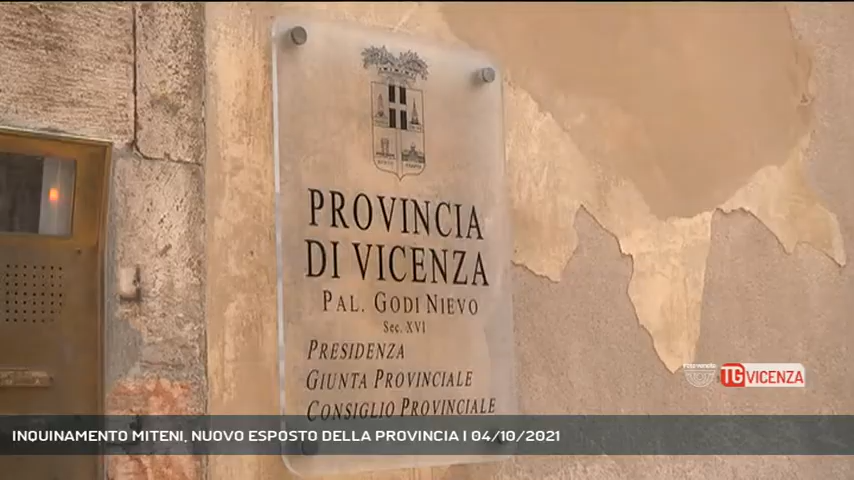 PROVINCIA
DI VICENZA
PAL. GODI NIEVO
Sec. XVI
PRESIDENZA
GIUNTA PROVINCIALE
CONSIGLIO PROVINCIALE
TG VICENZA
INQUINAMENTO MITENI, NUOVO ESPOSTO DELLA PROVINCIA | 04/10/2021